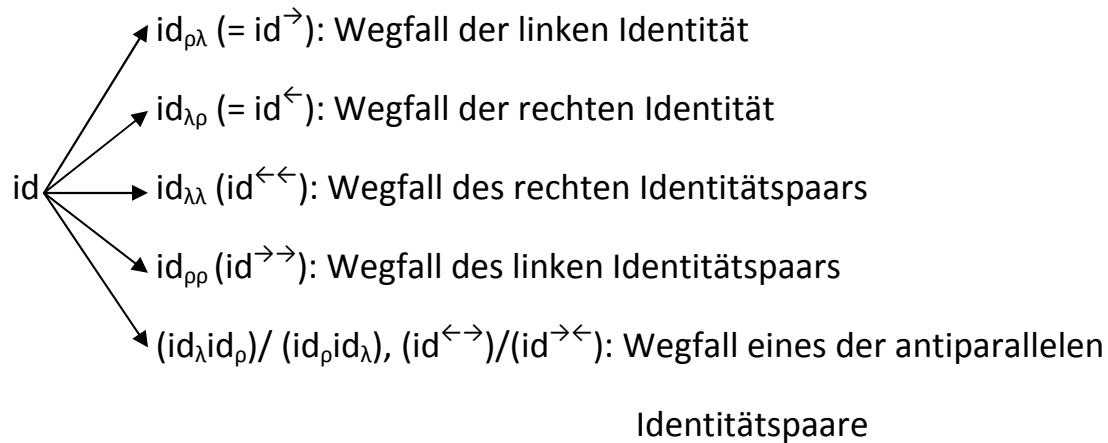 id_ρλ (= id^→): Wegfall der linken Identität
id_λρ (= id^←): Wegfall der rechten Identität
id id_λλ (id^←←): Wegfall des rechten Identitätspaars
id_ρρ (id^→→): Wegfall des linken Identitätspaars
(id_λid_ρ)/ (id_ρid_λ), (id^←→)/(id^→←): Wegfall eines der antiparallelen
Identitätspaare